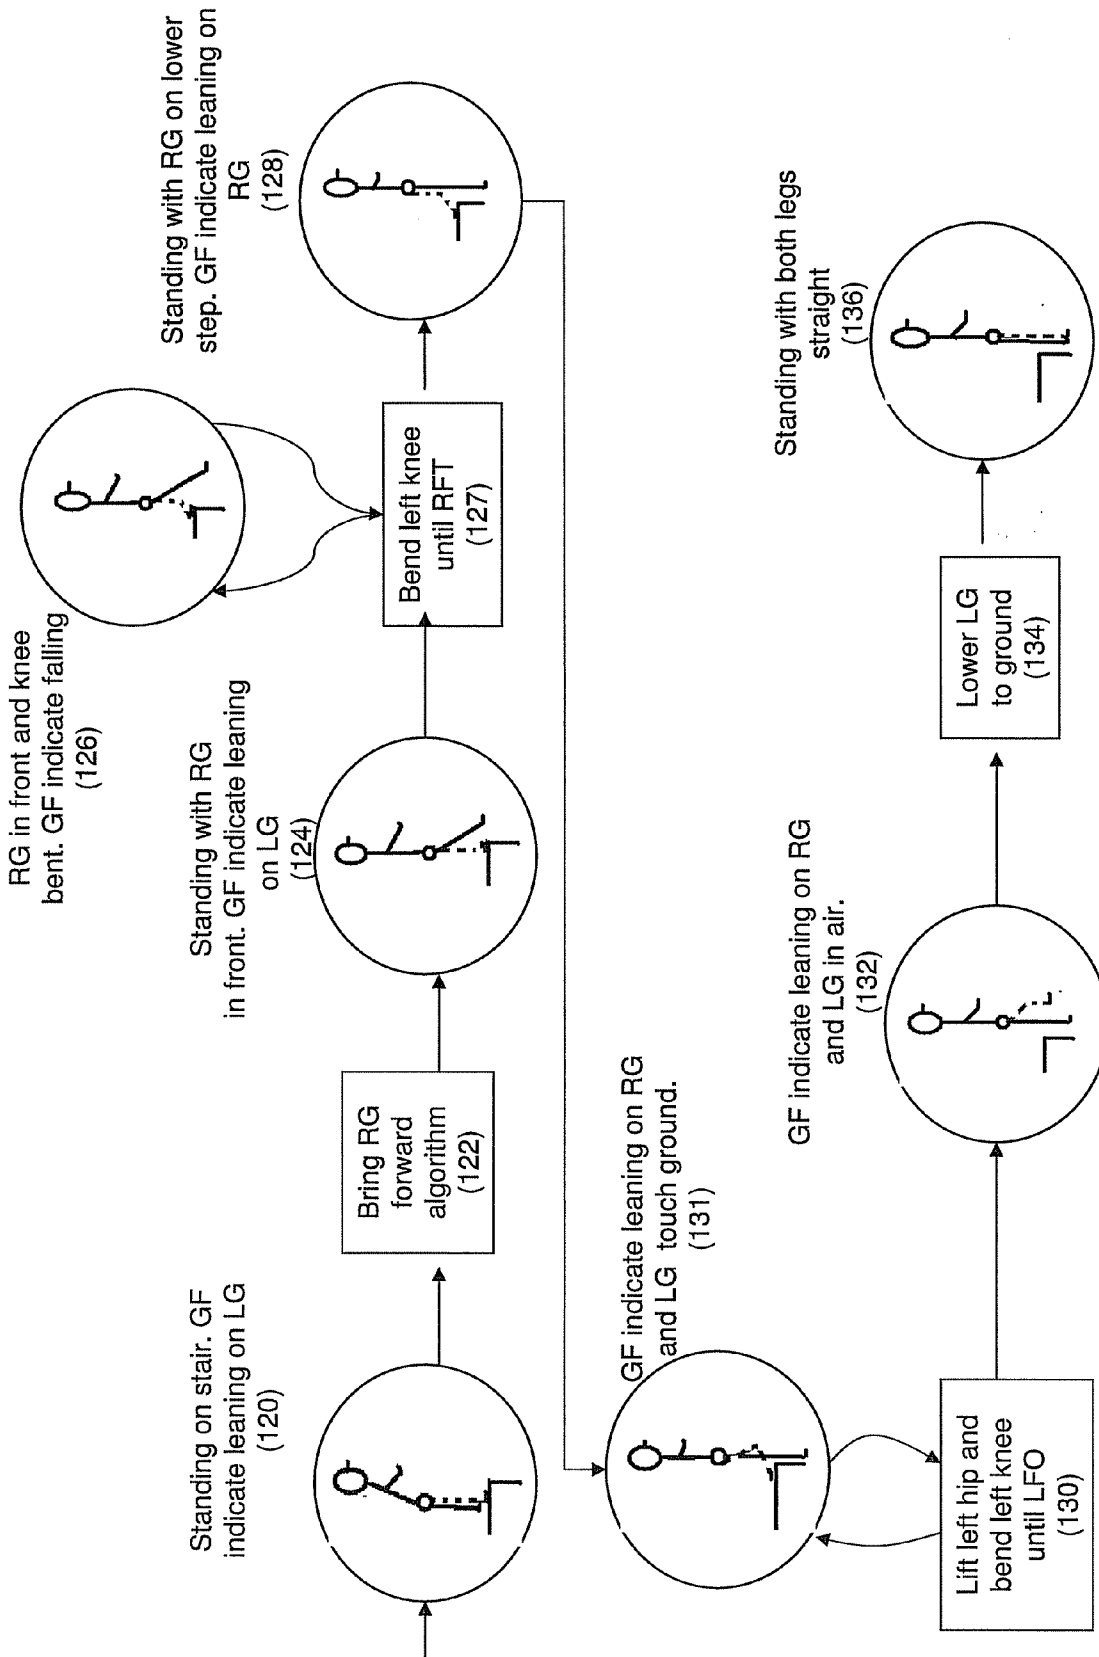 Standing on stair. GF
indicate leaning on LG
(120)
Bring RG
forward
algorithm
(122)
Standing with RG
in front. GF indicate leaning
on LG
(124)
RG in front and knee
bent. GF indicate falling
(126)
Bend left knee
until RFT
(127)
Standing with RG on lower
step. GF indicate leaning on
RG
(128)
GF indicate leaning on RG
and LG touch ground.
(131)
Lift left hip and
bend left knee
until LFO
(130)
GF indicate leaning on RG
and LG in air.
(132)
Lower LG
to ground
(134)
Standing with both legs
straight
(136)